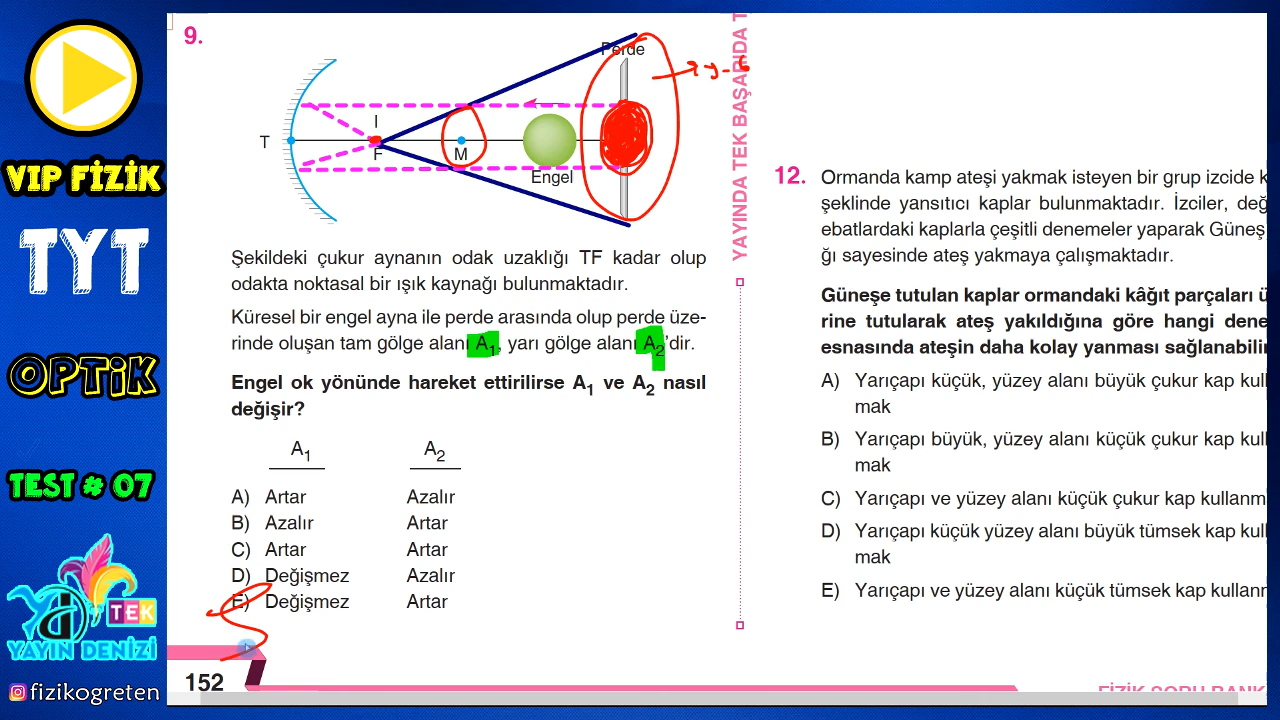 VIP FİZİK
TYT
OPTİK
TEST # 07
TEK
YAYIN DENİZİ
fizikogreten
9.
Perde
T
I
F
M
Engel
Şekildeki çukur aynanın odak uzaklığı TF kadar olup
odakta noktasal bir ışık kaynağı bulunmaktadır.
Küresel bir engel ayna ile perde arasında olup perde üze-
rinde oluşan tam gölge alanı A1, yarı gölge alanı A2'dir.
Engel ok yönünde hareket ettirilirse A1 ve A2 nasıl
değişir?
A1 A2
A) Artar Azalır
B) Azalır Artar
C) Artar Artar
D) Değişmez Azalır
E) Değişmez Artar
152
YAYINDA TEK BAŞARIDA T
12. Ormanda kamp ateşi yakmak isteyen bir grup izcide k
şeklinde yansıtıcı kaplar bulunmaktadır. İzciler, değ
ebatlardaki kaplarla çeşitli denemeler yaparak Güneş
ğı sayesinde ateş yakmaya çalışmaktadır.
Güneşe tutulan kaplar ormandaki kâğıt parçaları ü
rine tutularak ateş yakıldığına göre hangi dene
esnasında ateşin daha kolay yanması sağlanabilir
A) Yarıçapı küçük, yüzey alanı büyük çukur kap kull
mak
B) Yarıçapı büyük, yüzey alanı küçük çukur kap kull
mak
C) Yarıçapı ve yüzey alanı küçük çukur kap kullanm
D) Yarıçapı küçük yüzey alanı büyük tümsek kap kull
mak
E) Yarıçapı ve yüzey alanı küçük tümsek kap kullanm